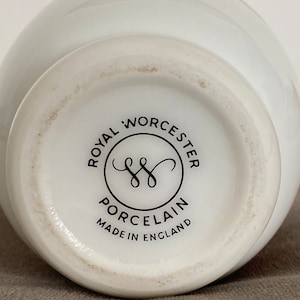 ROYAL WORCESTER
PORCELAIN
MADE IN ENGLAND